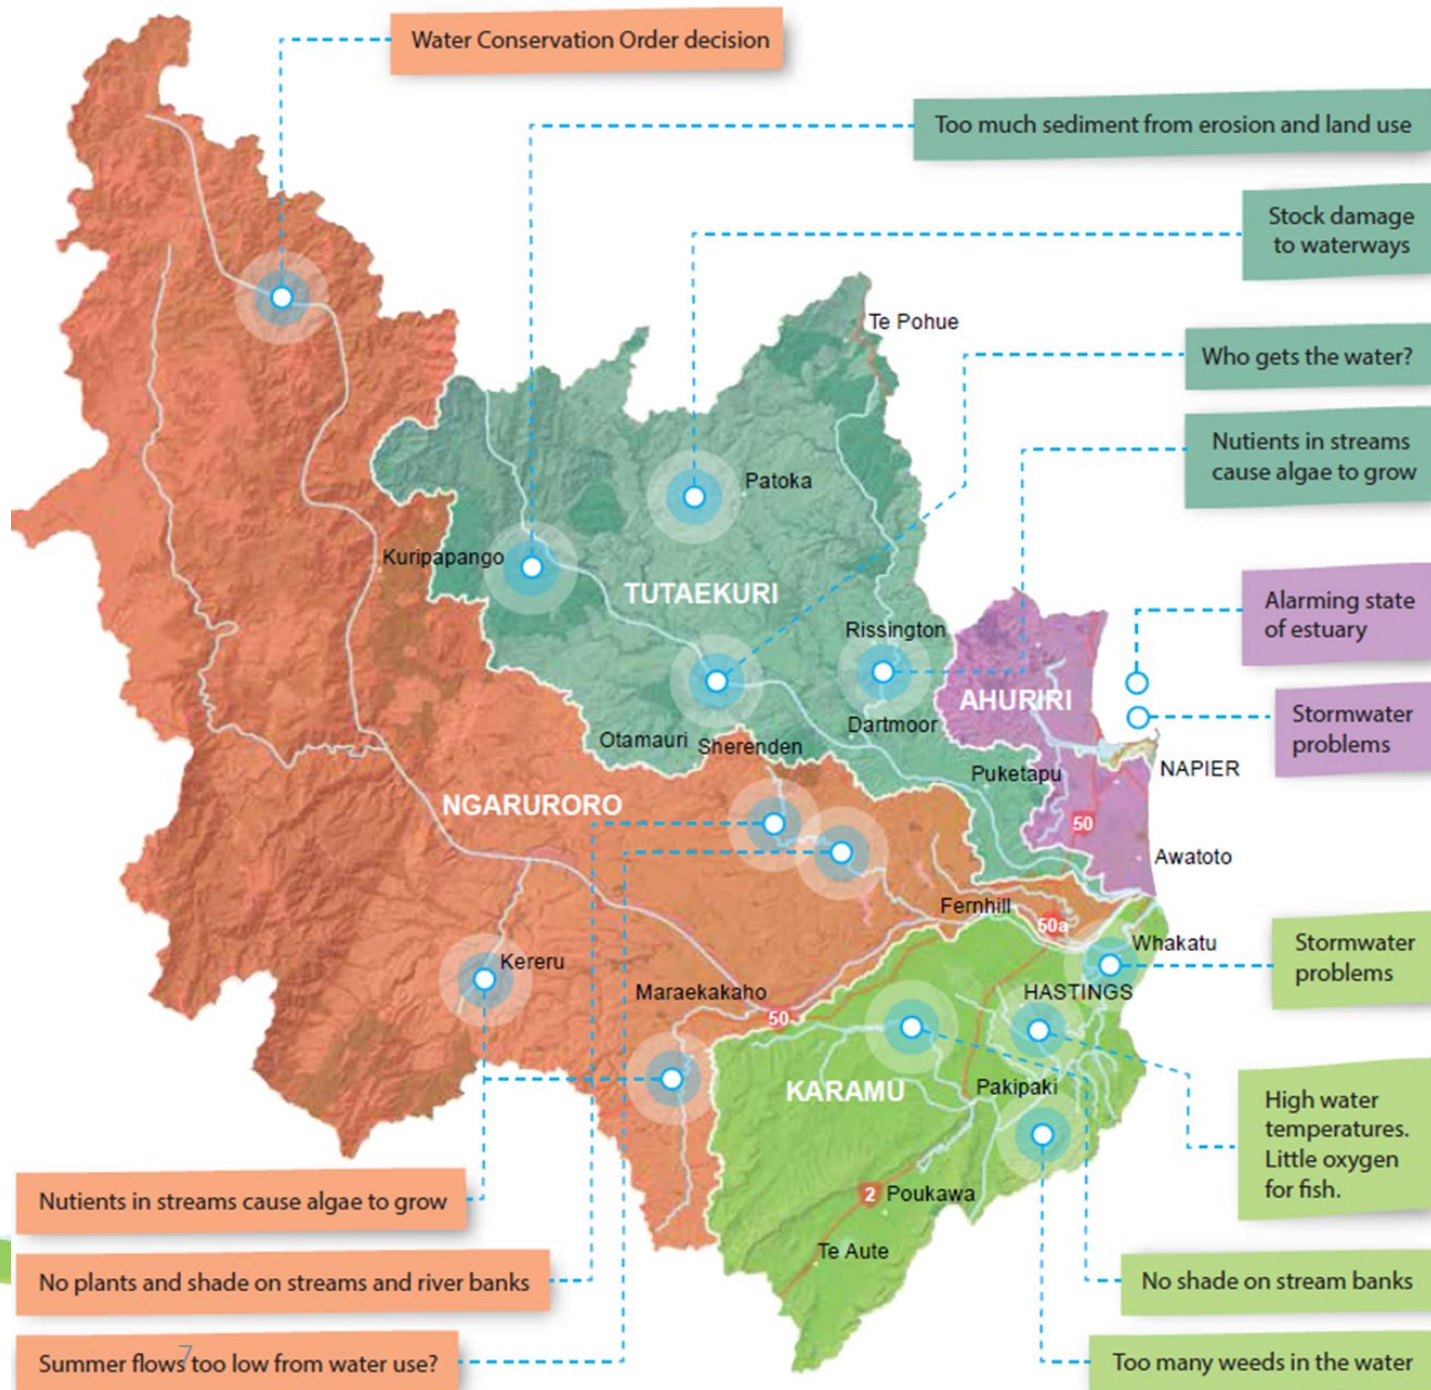 Water Conservation Order decision
Too much sediment from erosion and land use
Stock damage
to waterways
Te Pohue
Who gets the water?
Nutients in streams
cause algae to grow
Patoka
Kuripapango
TUTAEKURI
Alarming state
of estuary
Rissington
AHURIRI
Stormwater
problems
Dartmoor
Otamauri
Sherenden
NAPIER
Puketapu
NGARURORO
50
Awatoto
Fernhill
50a
Whakatu
Stormwater
problems
Kereru
Maraekakaho
HASTINGS
50
KARAMU
Pakipaki
High water
temperatures.
Little oxygen
for fish.
2
Poukawa
Te Aute
Nutients in streams cause algae to grow
No plants and shade on streams and river banks
No shade on stream banks
Summer flows too low from water use?
7
Too many weeds in the water